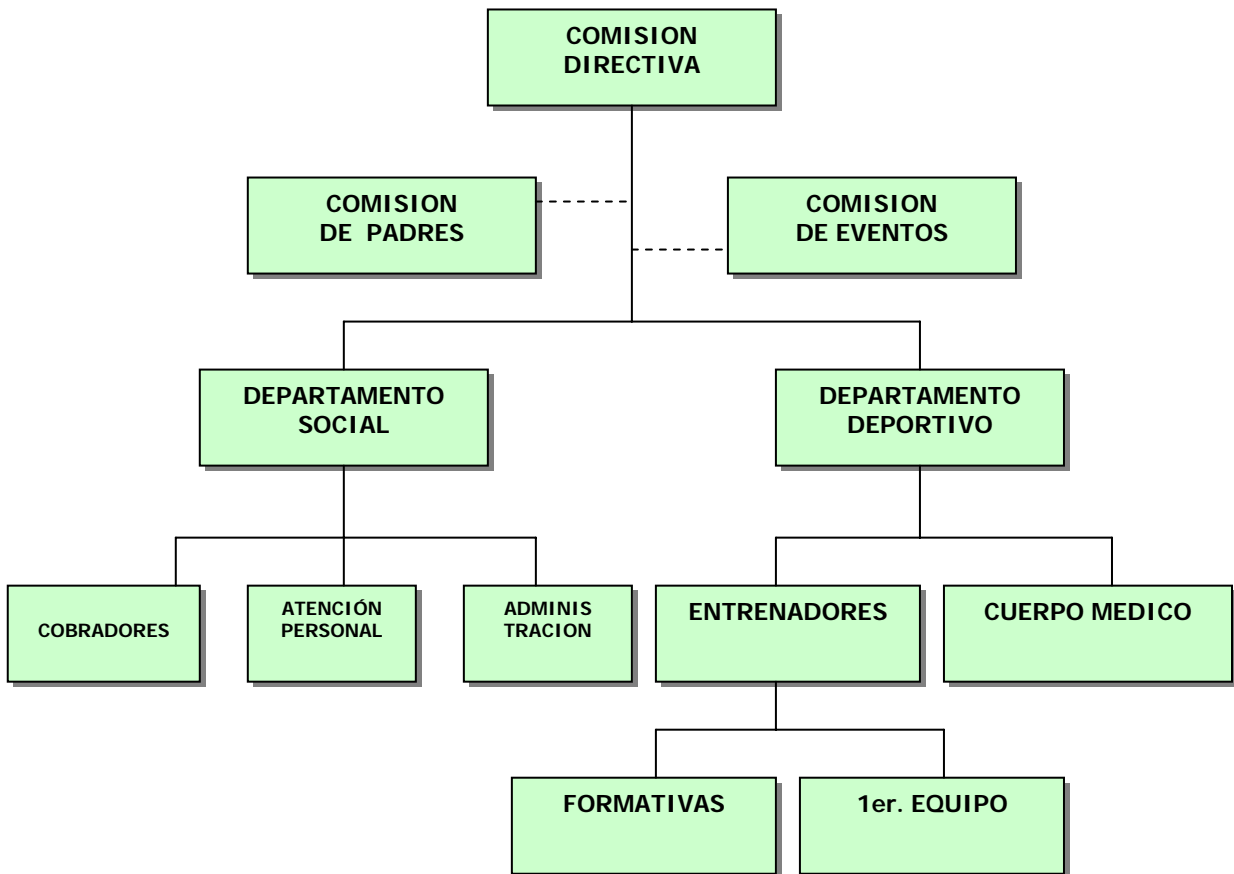 COMISION
DIRECTIVA
COMISION
DE PADRES
COMISION
DE EVENTOS
DEPARTAMENTO
SOCIAL
DEPARTAMENTO
DEPORTIVO
COBRADORES
ATENCIÓN
PERSONAL
ADMINIS
TRACION
ENTRENADORES
CUERPO MEDICO
FORMATIVAS
1er. EQUIPO